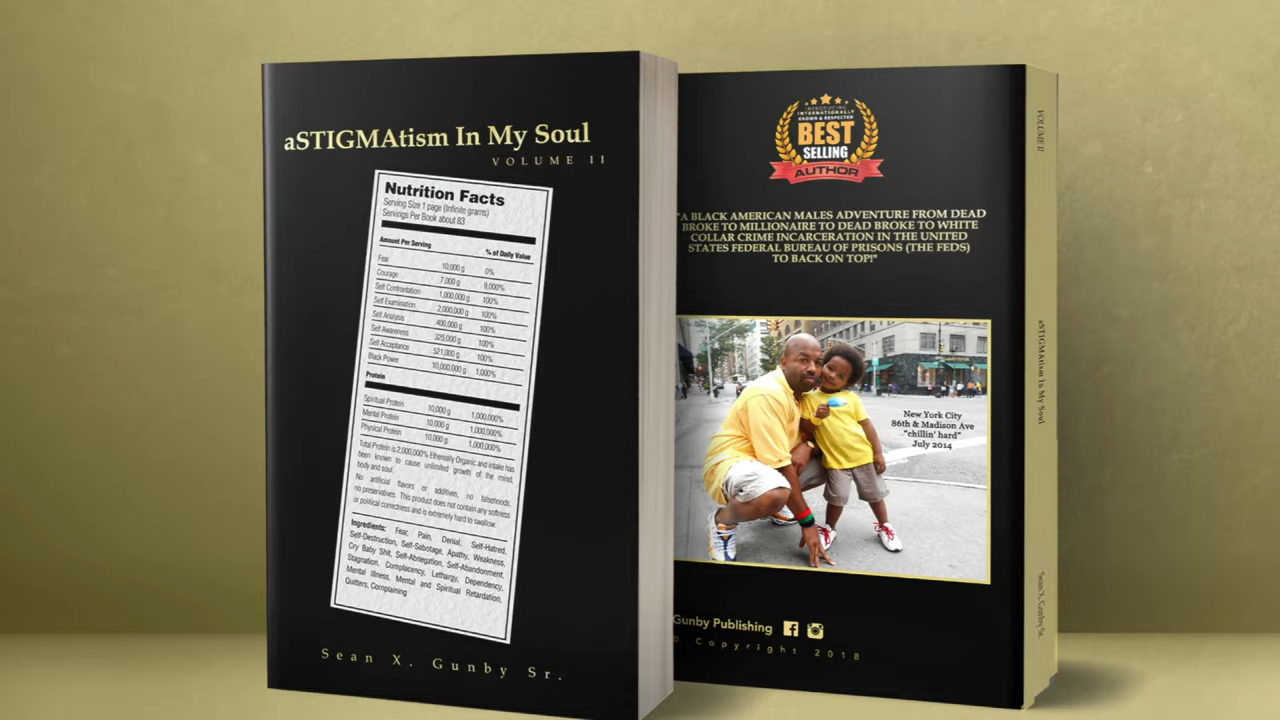 aSTIGMAtism In My Soul
VOLUME II
Nutrition Facts
Serving Size 1 page (Infinite grams)
Servings Per Book about 83
Amount Per Serving % of Daily Value
Fear 10,000 g 0%
Courage 7,000 g 9,000%
Self Confrontation 1,000,000 g 100%
Self Examination 2,000,000 g 100%
Self Analysis 400,000 g 100%
Self Awareness 325,000 g 100%
Self Acceptance 521,000 g 100%
Black Power 10,000,000 g 1,000%
Protein
Spiritual Protein 10,000 g 1,000,000%
Mental Protein 10,000 g 1,000,000%
Physical Protein 10,000 g 1,000,000%
Total Protein is 2,000,000% Ethereally Organic and intake has
been known to cause unlimited growth of the mind,
body and soul.
No artificial flavors or additives, no falsehoods,
no preservatives. This product does not contain any softness
or political correctness and is extremely hard to swallow.
Ingredients: Fear, Pain, Denial, Self-Hatred,
Self-Destruction, Self-Sabotage, Apathy, Weakness,
Cry Baby Shit, Self-Abnegation, Self-Abandonment,
Stagnation, Complacency, Lethargy, Dependency,
Mental Illness, Mental and Spiritual Retardation,
Quitters, Complaining
Sean X. Gunby Sr.
INTRODUCING
INTERNATIONALLY
KNOWN & RESPECTED
BEST
SELLING
AUTHOR
"A BLACK AMERICAN MALES ADVENTURE FROM DEAD
BROKE TO MILLIONAIRE TO DEAD BROKE TO WHITE
COLLAR CRIME INCARCERATION IN THE UNITED
STATES FEDERAL BUREAU OF PRISONS (THE FEDS)
TO BACK ON TOP!"
New York City
86th & Madison Ave
"chillin' hard"
July 2014
Gunby Publishing
© Copyright 2018
VOLUME II
aSTIGMAtism In My Soul
Sean X. Gunby Sr.